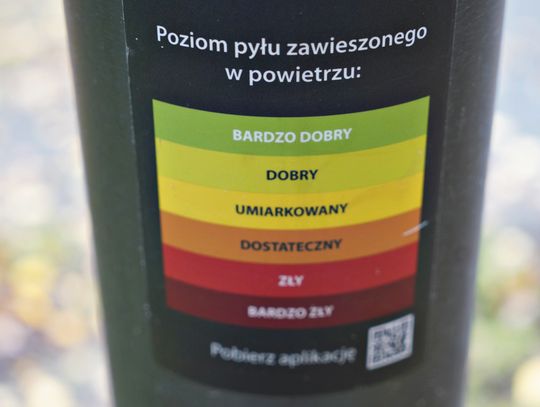 Poziom pyłu zawieszonego
w powietrzu:
BARDZO DOBRY
DOBRY
UMIARKOWANY
DOSTATECZNY
ZŁY
BARDZO ZŁY
Pobierz aplikację